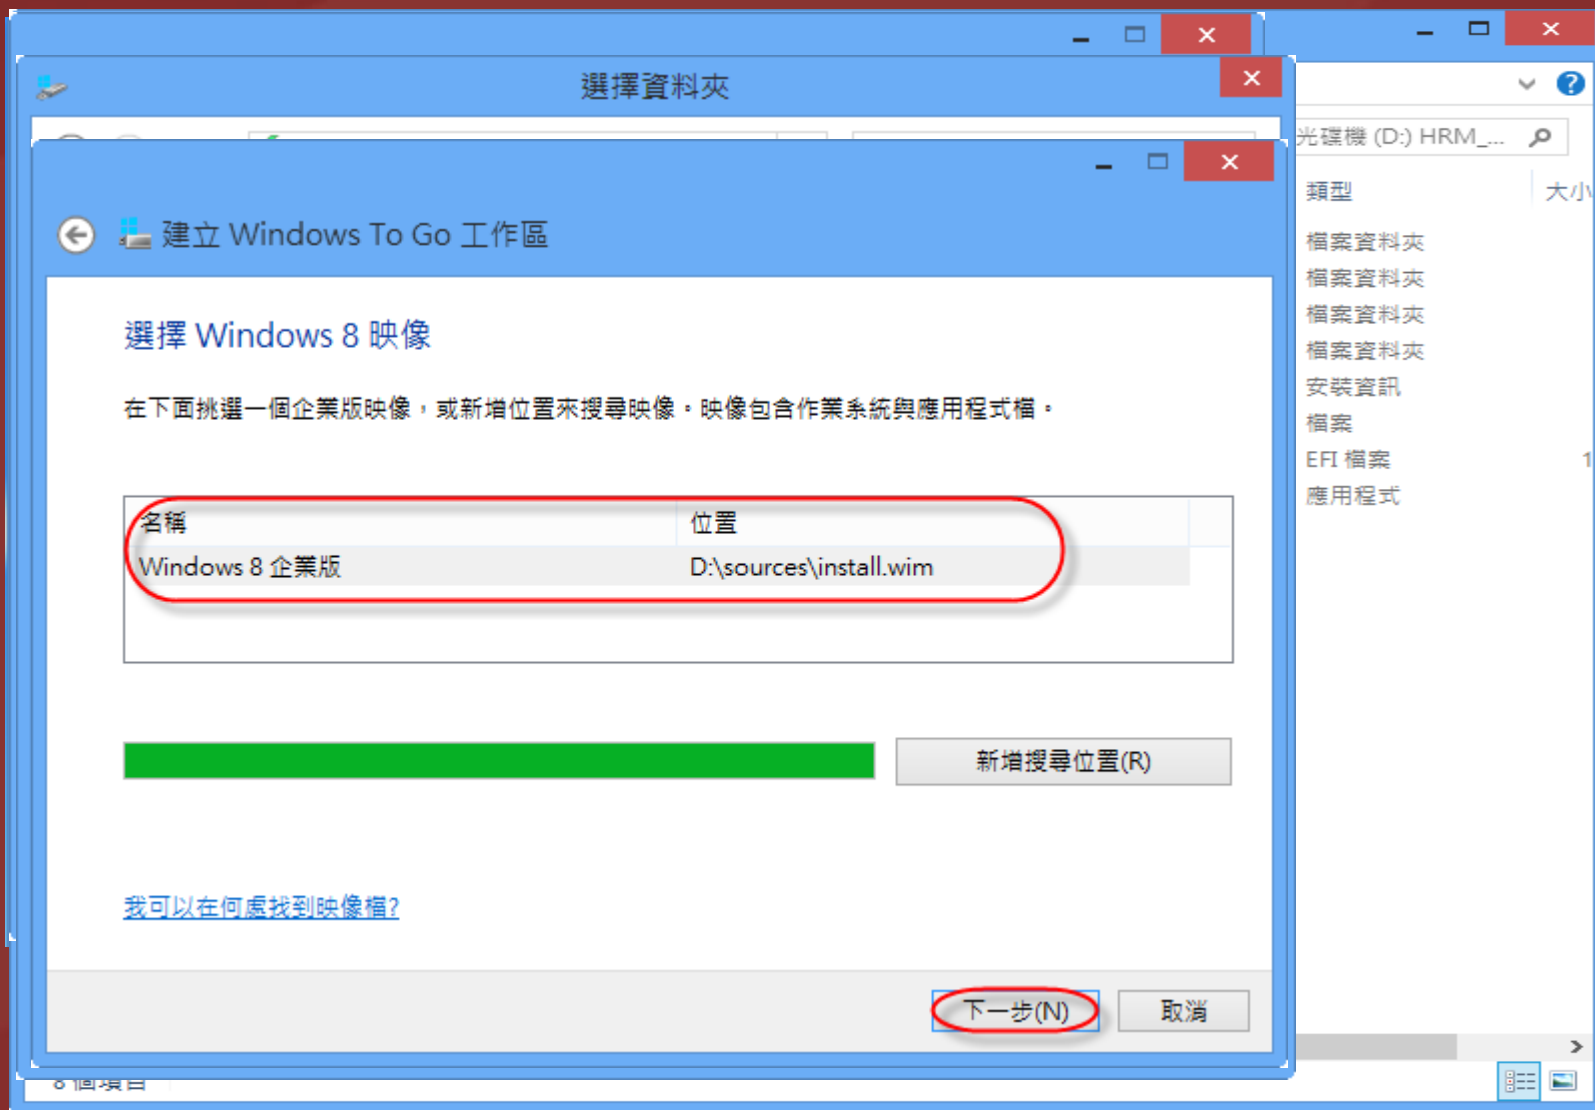 選擇資料夾
光碟機 (D:) HRM_...
類型 大小
檔案資料夾
檔案資料夾
檔案資料夾
檔案資料夾
安裝資訊
檔案
EFI 檔案 1
應用程式
建立 Windows To Go 工作區
選擇 Windows 8 映像
在下面挑選一個企業版映像，或新增位置來搜尋映像。映像包含作業系統與應用程式檔。
名稱 位置
Windows 8 企業版 D:\sources\install.wim
新增搜尋位置(R)
我可以在何處找到映像檔?
下一步(N) 取消
8 個項目